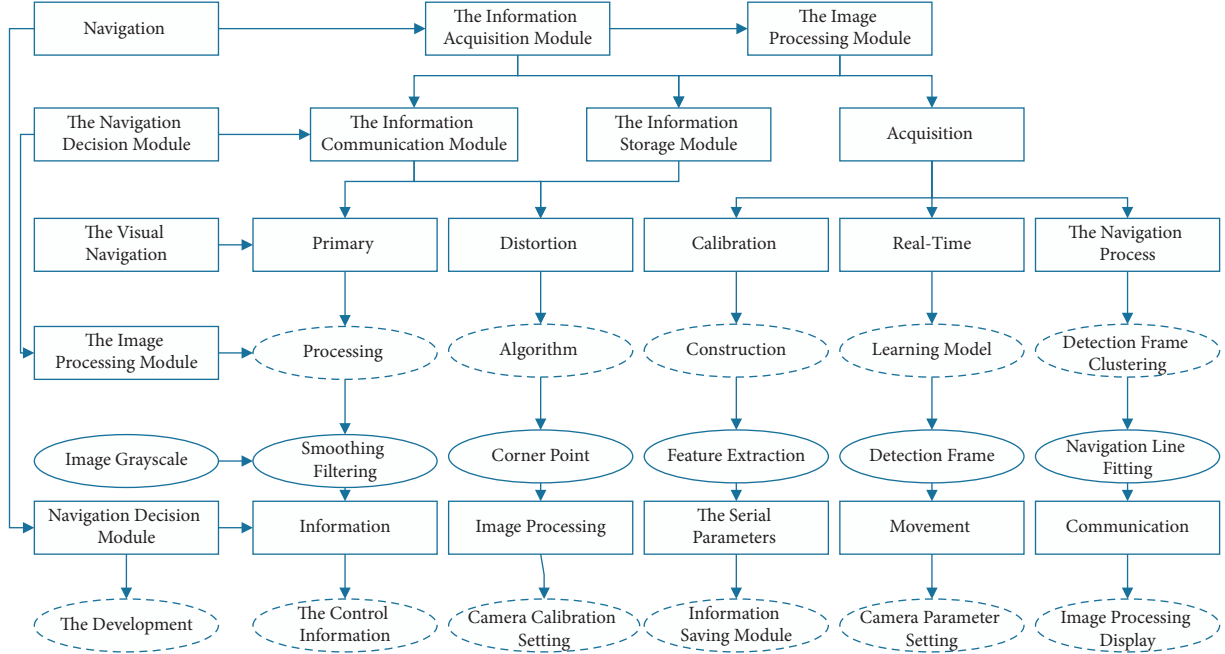 Navigation
The Information
Acquisition Module
The Image
Processing Module
The Navigation
Decision Module
The Information
Communication Module
The Information
Storage Module
Acquisition
The Visual
Navigation
Primary
Distortion
Calibration
Real-Time
The Navigation
Process
The Image
Processing Module
Processing
Algorithm
Construction
Learning Model
Detection Frame
Clustering
Image Grayscale
Smoothing
Filtering
Corner Point
Feature Extraction
Detection Frame
Navigation Line
Fitting
Navigation Decision
Module
Information
Image Processing
The Serial
Parameters
Movement
Communication
The Development
The Control
Information
Camera Calibration
Setting
Information
Saving Module
Camera Parameter
Setting
Image Processing
Display